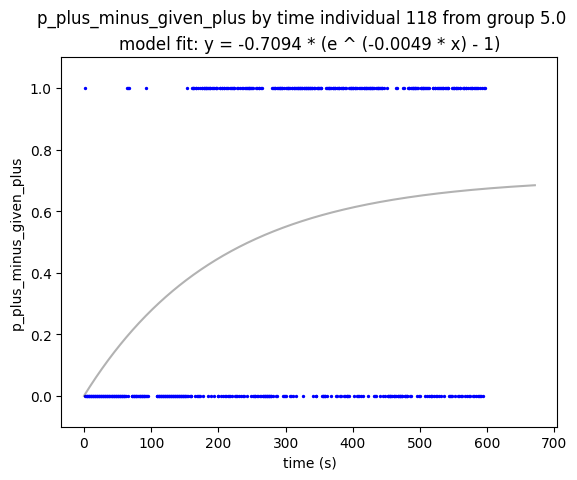 p_plus_minus_given_plus by time individual 118 from group 5.0
model fit: y = -0.7094 * (e ^ (-0.0049 * x) - 1)
p_plus_minus_given_plus
1.0
0.8
0.6
0.4
0.2
0.0
0 100 200 300 400 500 600 700
time (s)